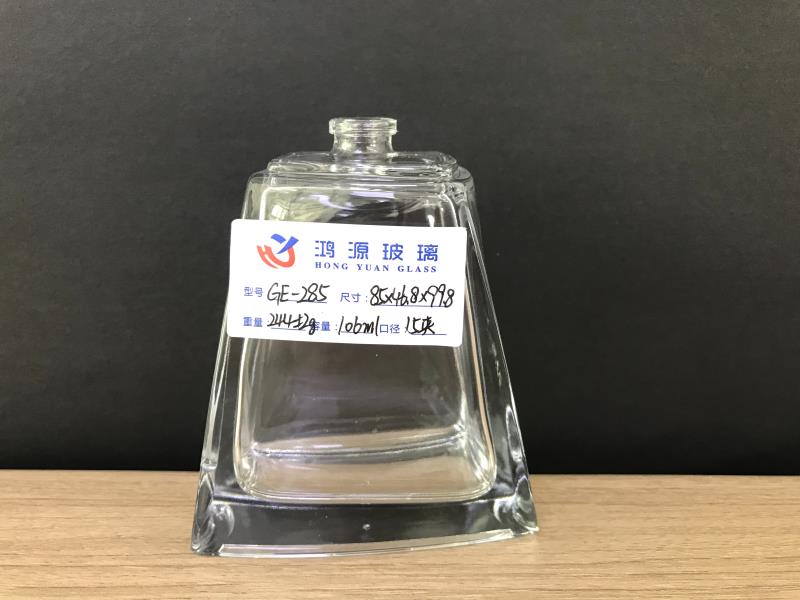 鸿源玻璃
HONG YUAN GLASS
型号 GE-285 尺寸: 85x46.8x99.8
重量: 244±2g 容量: 106ml 口径: 15夹